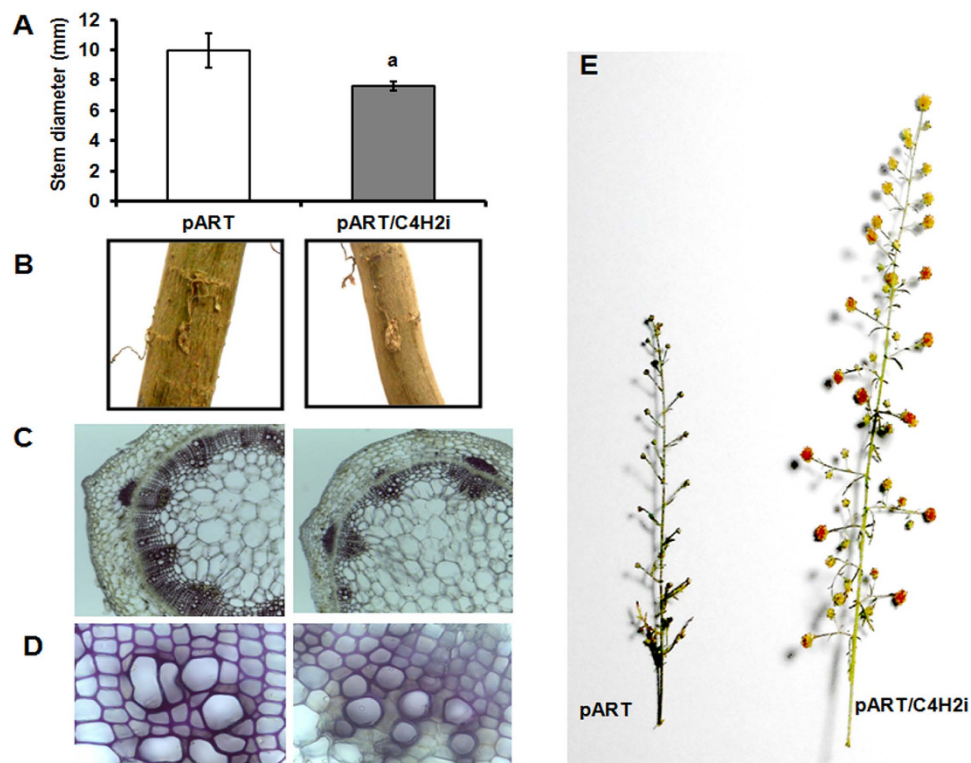 A
Stem diameter (mm)
12
10
8
6
4
2
0
a
pART
pART/C4H2i
B
C
D
E
pART
pART/C4H2i